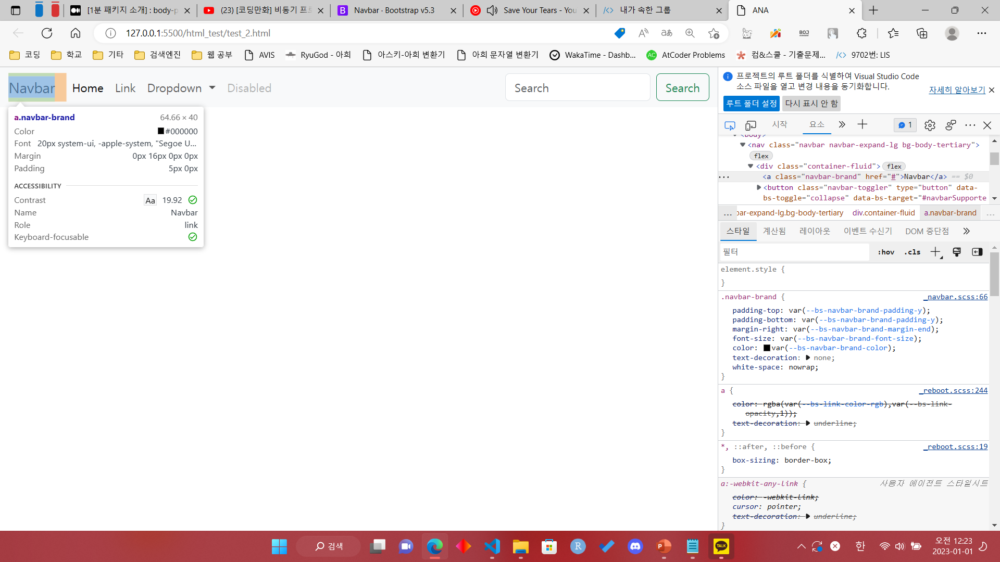 [1분 패키지 소개] : body-p
(23) [코딩만화] 비동기 프로
Navbar · Bootstrap v5.3
Save Your Tears - You
내가 속한 그룹
ANA
127.0.0.1:5500/html_test/test_2.html
코딩 학교 기타 검색엔진 웹 공부 AVIS RyuGod - 아희 아스키-아희 변환기 아희 문자열 변환기 WakaTime - Dashb... AtCoder Problems 컴&스쿨 - 기출문제... 9702번: LIS
Navbar Home Link Dropdown Disabled Search Search
a.navbar-brand 64.66 × 40
Color #000000
Font 20px system-ui, -apple-system, "Segoe U...
Margin 0px 16px 0px 0px
Padding 5px 0px
ACCESSIBILITY
Contrast Aa 19.92
Name Navbar
Role link
Keyboard-focusable
프로젝트의 루트 폴더를 식별하여 Visual Studio Code
소스 파일을 열고 변경 내용을 동기화합니다.
자세히 알아보기
루트 폴더 설정 다시 표시 안 함
시작 요소 1
<body>
<nav class="navbar navbar-expand-lg bg-body-tertiary">
flex
<div class="container-fluid"> flex
... <a class="navbar-brand" href="#">Navbar</a> == $0
<button class="navbar-toggler" type="button" data-
bs-toggle="collapse" data-bs-target="#navbarSupporte
... bar-expand-lg.bg-body-tertiary div.container-fluid a.navbar-brand ...
스타일 계산됨 레이아웃 이벤트 수신기 DOM 중단점
필터 :hov .cls
element.style {
}
.navbar-brand { _navbar.scss:66
padding-top: var(--bs-navbar-brand-padding-y);
padding-bottom: var(--bs-navbar-brand-padding-y);
margin-right: var(--bs-navbar-brand-margin-end);
font-size: var(--bs-navbar-brand-font-size);
color: var(--bs-navbar-brand-color);
text-decoration: none;
white-space: nowrap;
}
a { _reboot.scss:244
color: rgba(var(--bs-link-color-rgb),var(--bs-link-
opacity,1));
text-decoration: underline;
}
*, ::after, ::before { _reboot.scss:19
box-sizing: border-box;
}
a:-webkit-any-link { 사용자 에이전트 스타일시트
color: -webkit-link;
cursor: pointer;
text-decoration: underline;
}
검색
한
오전 12:23
2023-01-01